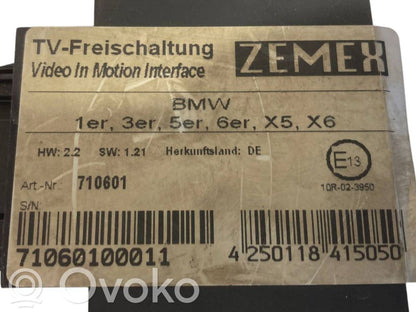 TV-Freischaltung
Video In Motion Interface
ZEMEX
BMW
1er, 3er, 5er, 6er, X5, X6
HW: 2.2 SW: 1.21 Herkunftsland: DE
E13
Art.-Nr. 710601
10R-02-3950
S/N:
71060100011
4 250118 415050
OVOKO